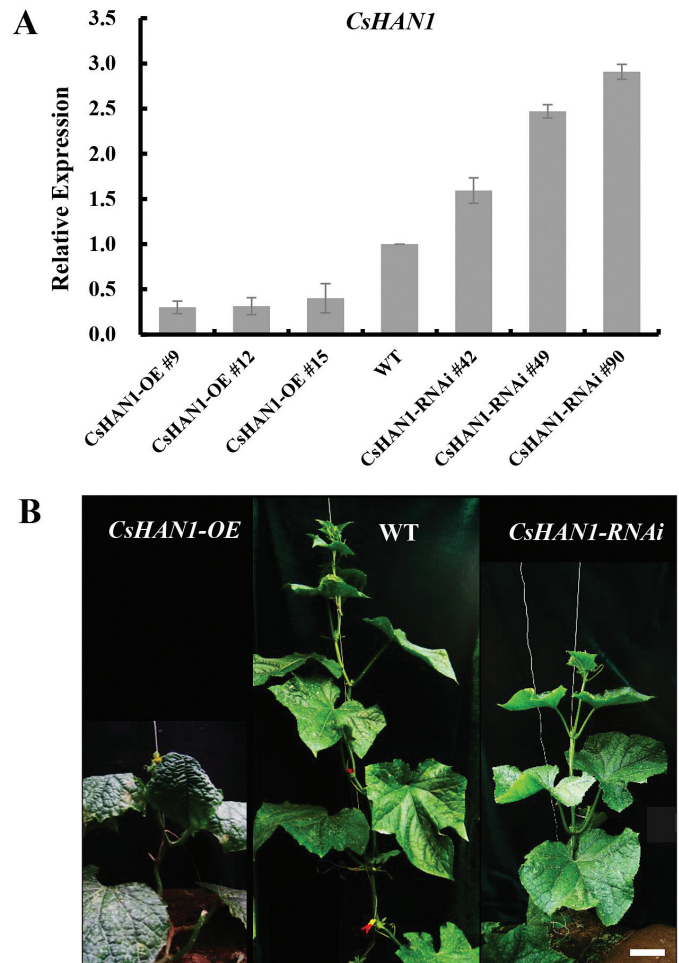 A
CsHAN1
Relative Expression
3.5
3.0
2.5
2.0
1.5
1.0
0.5
0.0
CsHAN1-OE #9
CsHAN1-OE #12
CsHAN1-OE #15
WT
CsHAN1-RNAi #42
CsHAN1-RNAi #49
CsHAN1-RNAi #90
B
CsHAN1-OE
WT
CsHAN1-RNAi